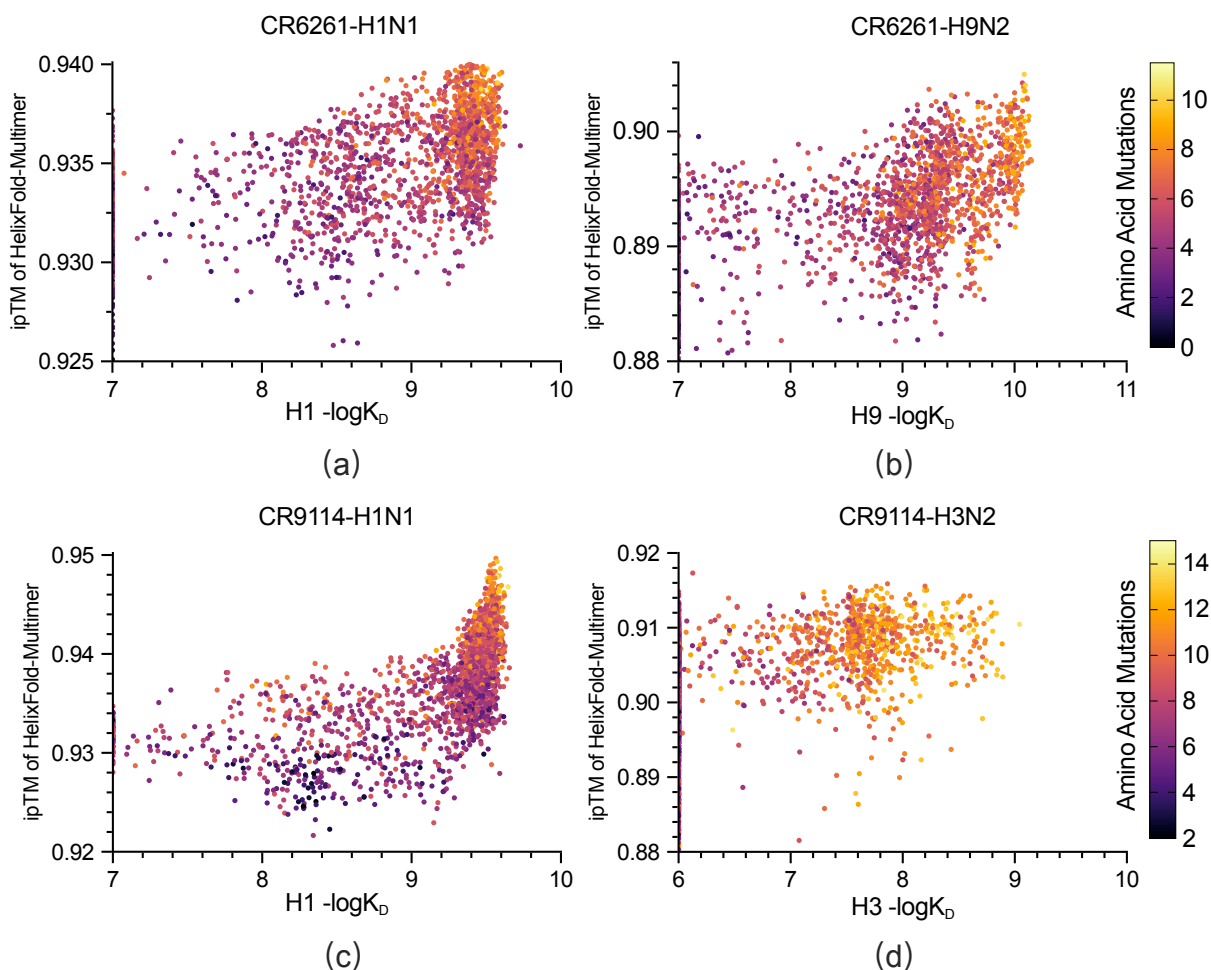 CR6261-H1N1
0.940
0.935
0.930
0.925
ipTM of HelixFold-Multimer
7 8 9 10
H1 -logKD
(a)
CR6261-H9N2
0.90
0.89
0.88
ipTM of HelixFold-Multimer
7 8 9 10 11
H9 -logKD
(b)
Amino Acid Mutations
10
8
6
4
2
0
CR9114-H1N1
0.95
0.94
0.93
0.92
ipTM of HelixFold-Multimer
7 8 9 10
H1 -logKD
(c)
CR9114-H3N2
0.92
0.91
0.90
0.89
0.88
ipTM of HelixFold-Multimer
6 7 8 9 10
H3 -logKD
(d)
Amino Acid Mutations
14
12
10
8
6
4
2